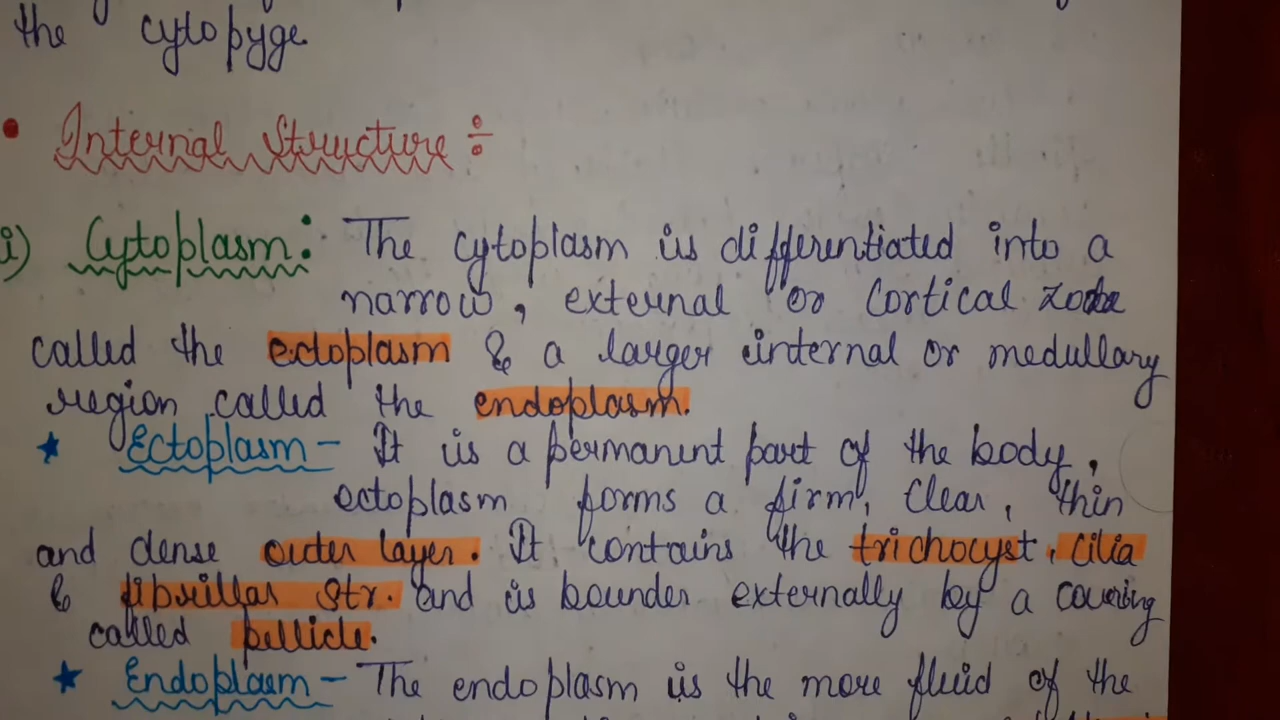 the cytopyge
• Internal Structure ÷
i) Cytoplasm: The cytoplasm is differentiated into a
narrow, external or cortical
called the ectoplasm & a larger internal or medullary
region called the endoplasm.
★ Ectoplasm - It is a permanent part of the body,
ectoplasm forms a firm, clear, thin
and dense outer layer. It contains the trichocyst, cilia
& fibrillar str. and is bounder externally by a covering
called pellicle.
★ Endoplasm - The endoplasm is the more fluid of the